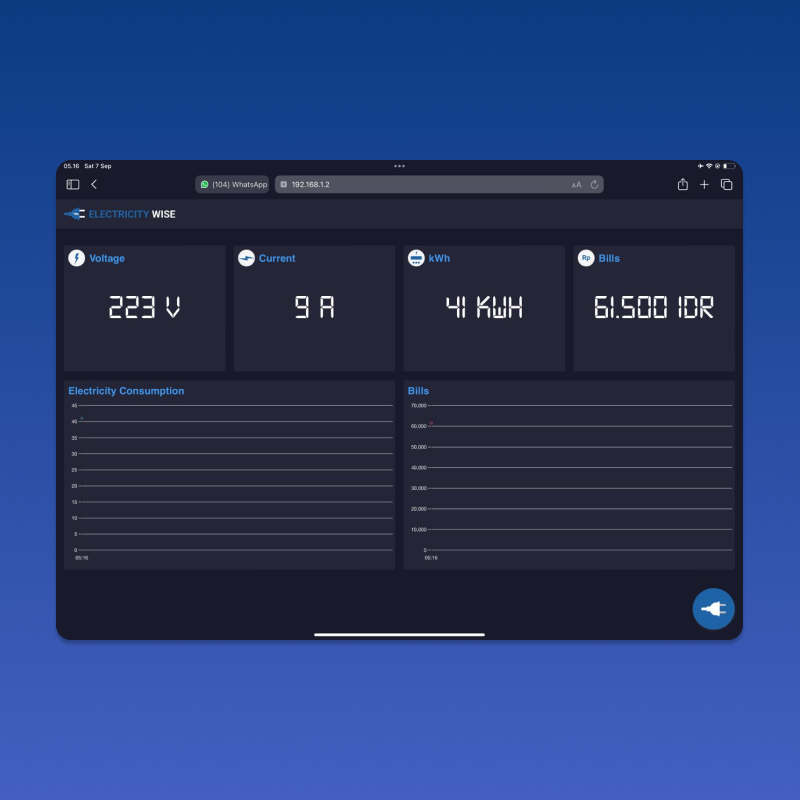 05.16 Sat 7 Sep
(104) WhatsApp
192.168.1.2
AA
ELECTRICITY WISE
Voltage
223 V
Current
9 A
kWh
41 KWH
Rp
Bills
61.500 IDR
Electricity Consumption
45
40
35
30
25
20
15
10
5
0
05:16
Bills
70,000
60,000
50,000
40,000
30,000
20,000
10,000
0
05:16